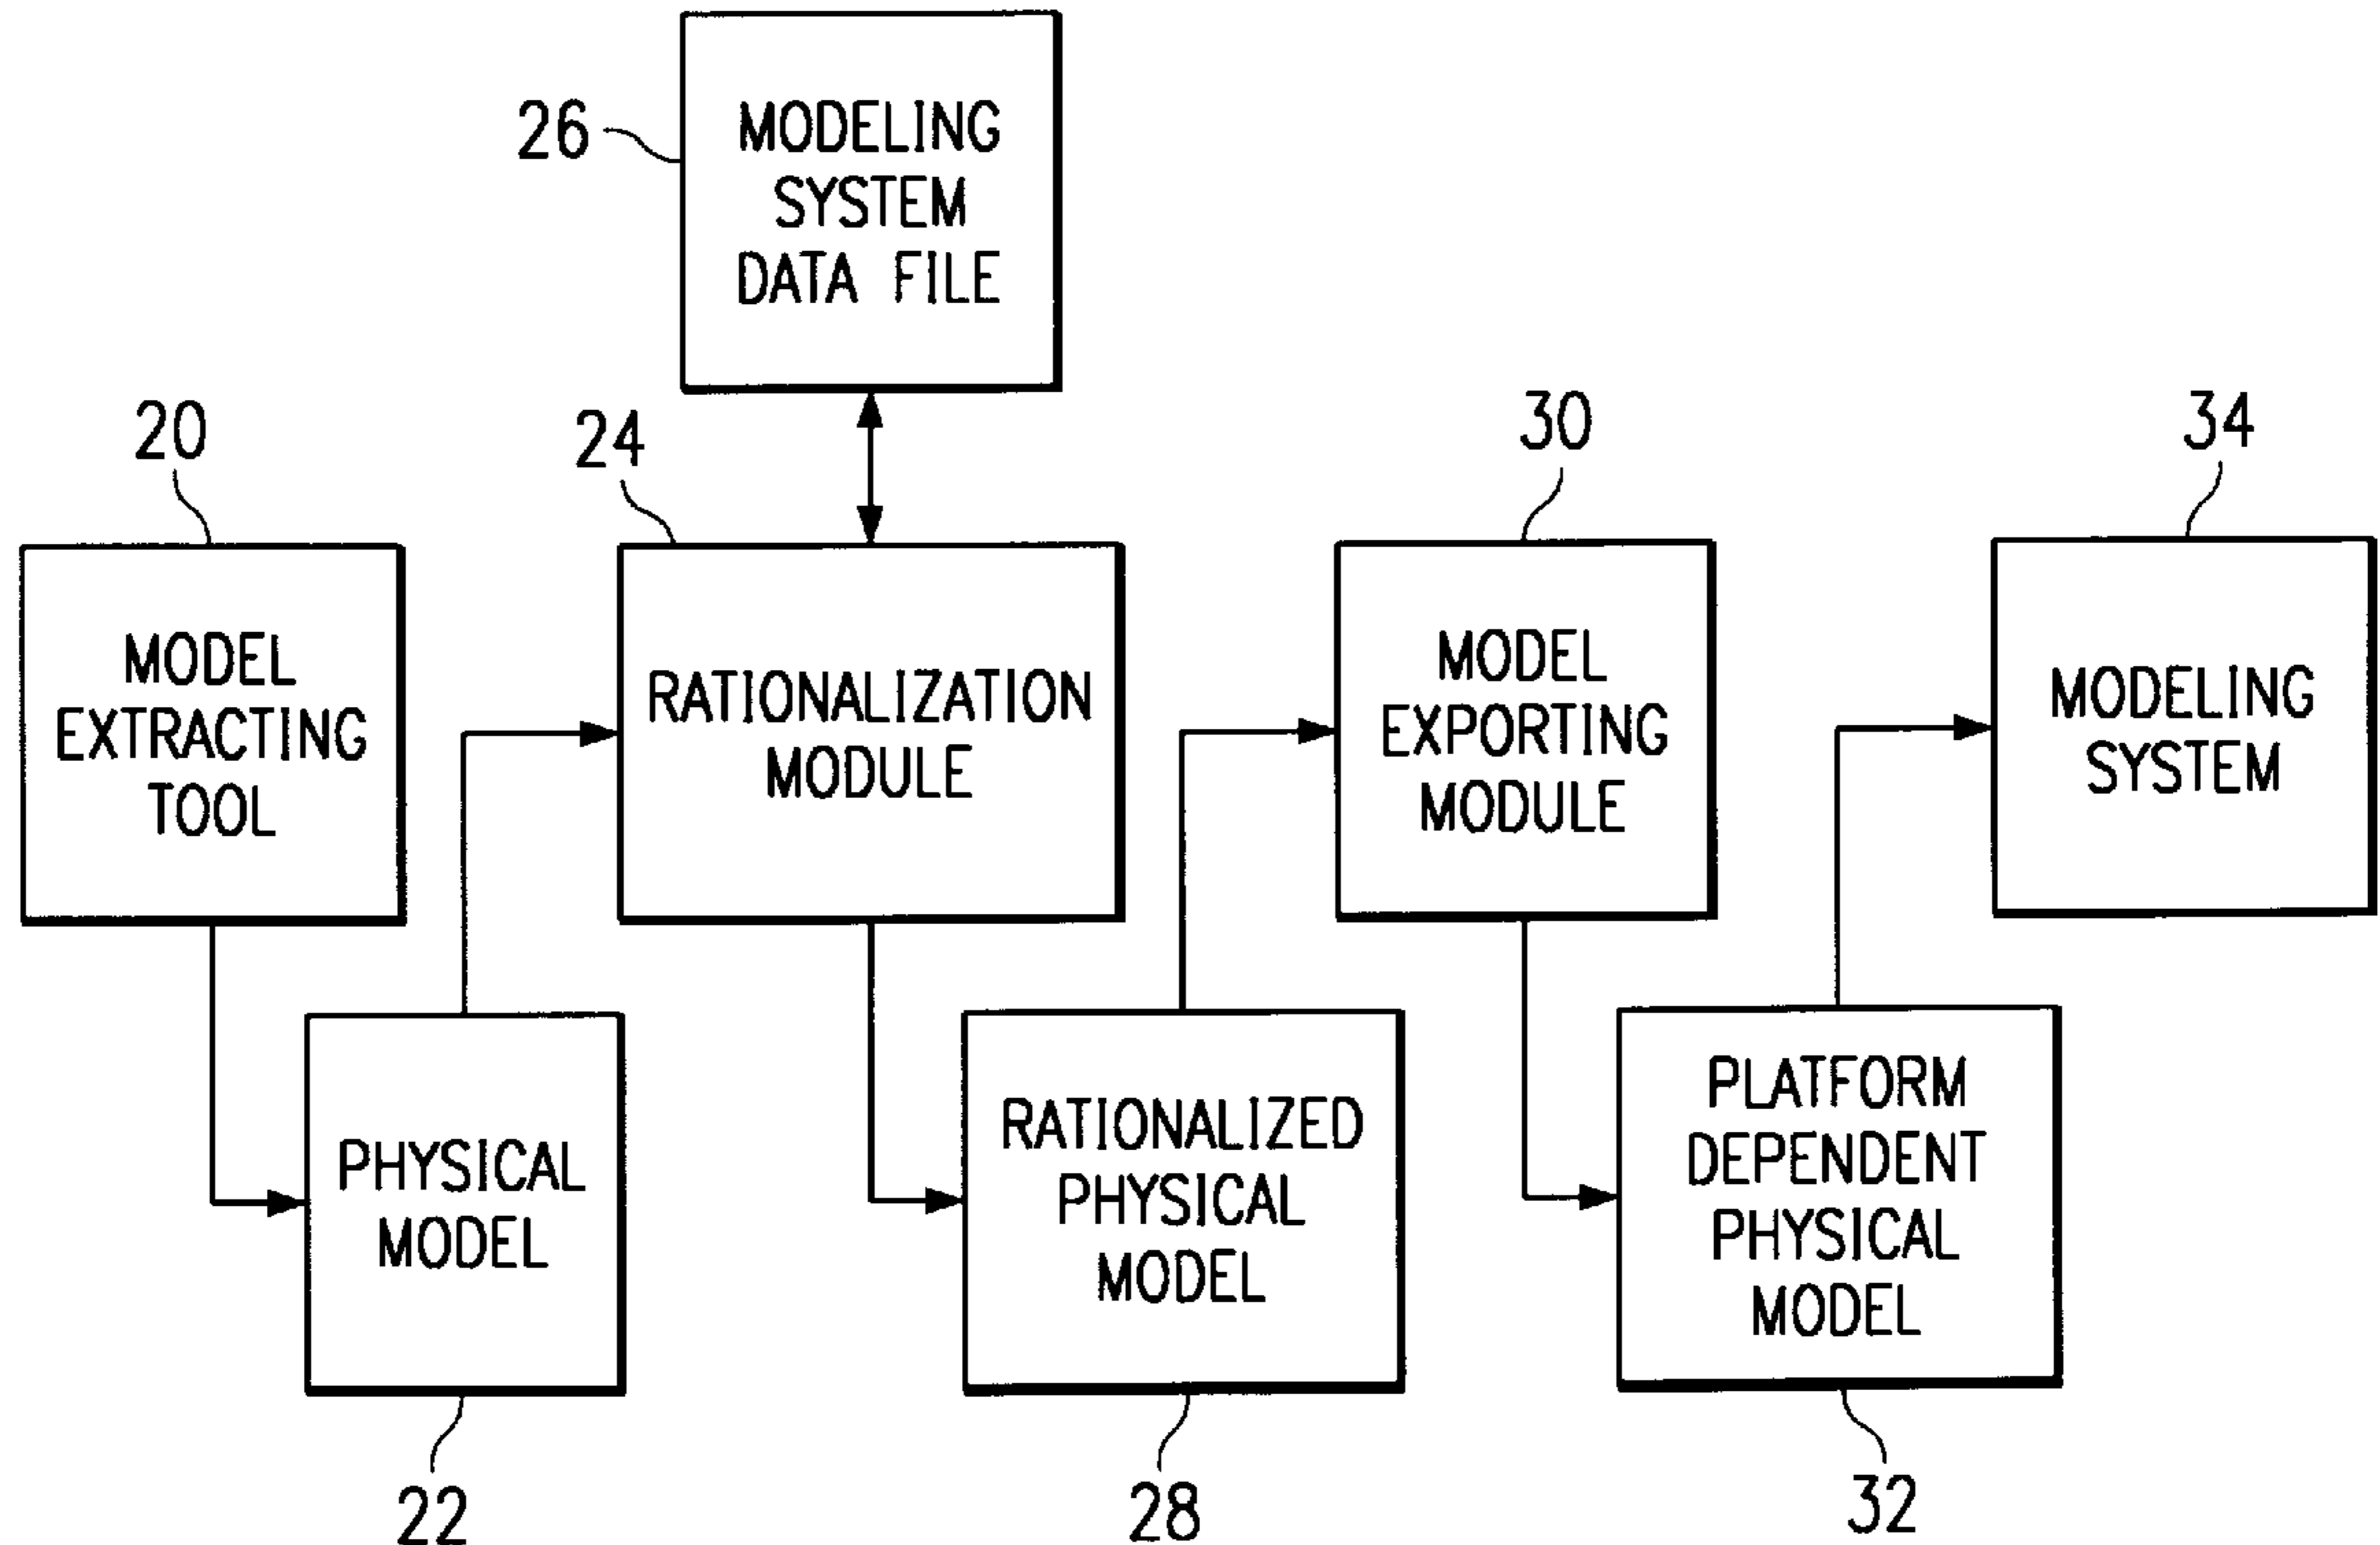 26
MODELING
SYSTEM
DATA FILE
20
24
30
34
MODEL
EXTRACTING
TOOL
RATIONALIZATION
MODULE
MODEL
EXPORTING
MODULE
MODELING
SYSTEM
PHYSICAL
MODEL
RATIONALIZED
PHYSICAL
MODEL
PLATFORM
DEPENDENT
PHYSICAL
MODEL
22
28
32